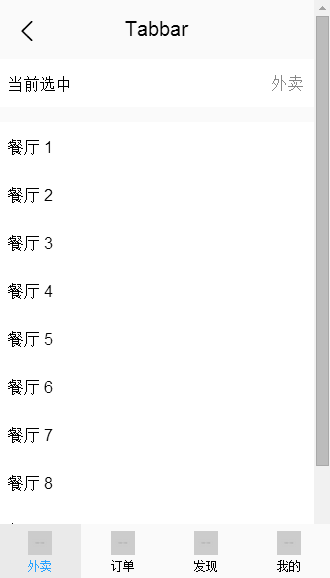 Tabbar
当前选中 外卖
餐厅 1
餐厅 2
餐厅 3
餐厅 4
餐厅 5
餐厅 6
餐厅 7
餐厅 8
外卖 订单 发现 我的